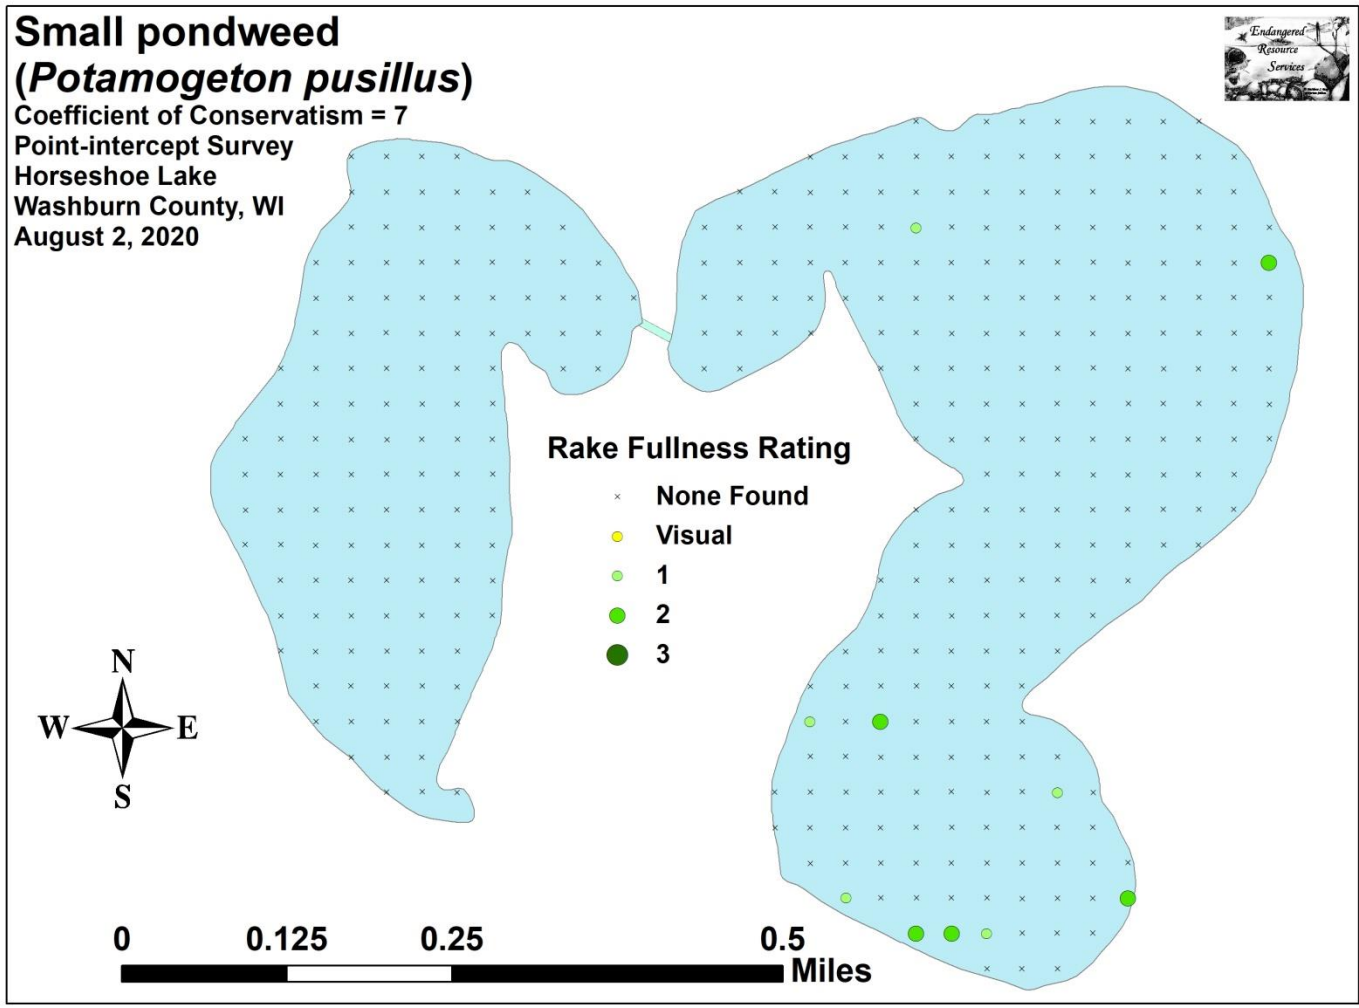 Small pondweed
(Potamogeton pusillus)
Coefficient of Conservatism = 7
Point-intercept Survey
Horseshoe Lake
Washburn County, WI
August 2, 2020
Endangered
Resource
Services
Rake Fullness Rating
None Found
Visual
1
2
3
N
W E
S
0 0.125 0.25 0.5
Miles